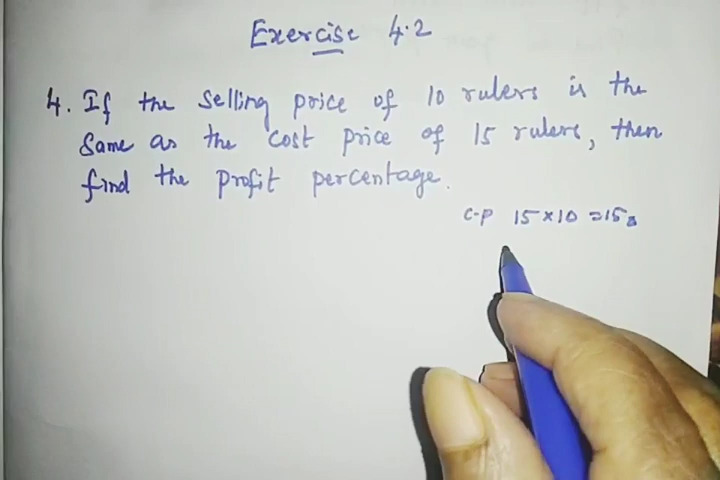 Exercise 4.2
4. If the selling price of 10 rulers is the
same as the cost price of 15 rulers, then
find the profit percentage.
C-P 15×10 =150